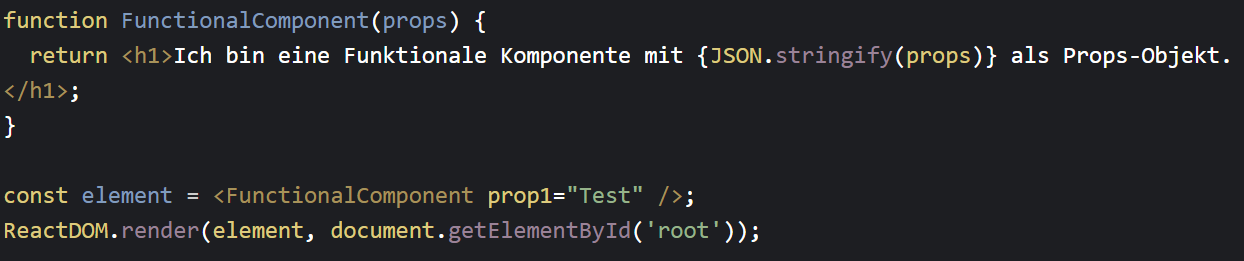 function FunctionalComponent(props) {
  return <h1>Ich bin eine Funktionale Komponente mit {JSON.stringify(props)} als Props-Objekt.
</h1>;
}

const element = <FunctionalComponent prop1="Test" />;
ReactDOM.render(element, document.getElementById('root'));